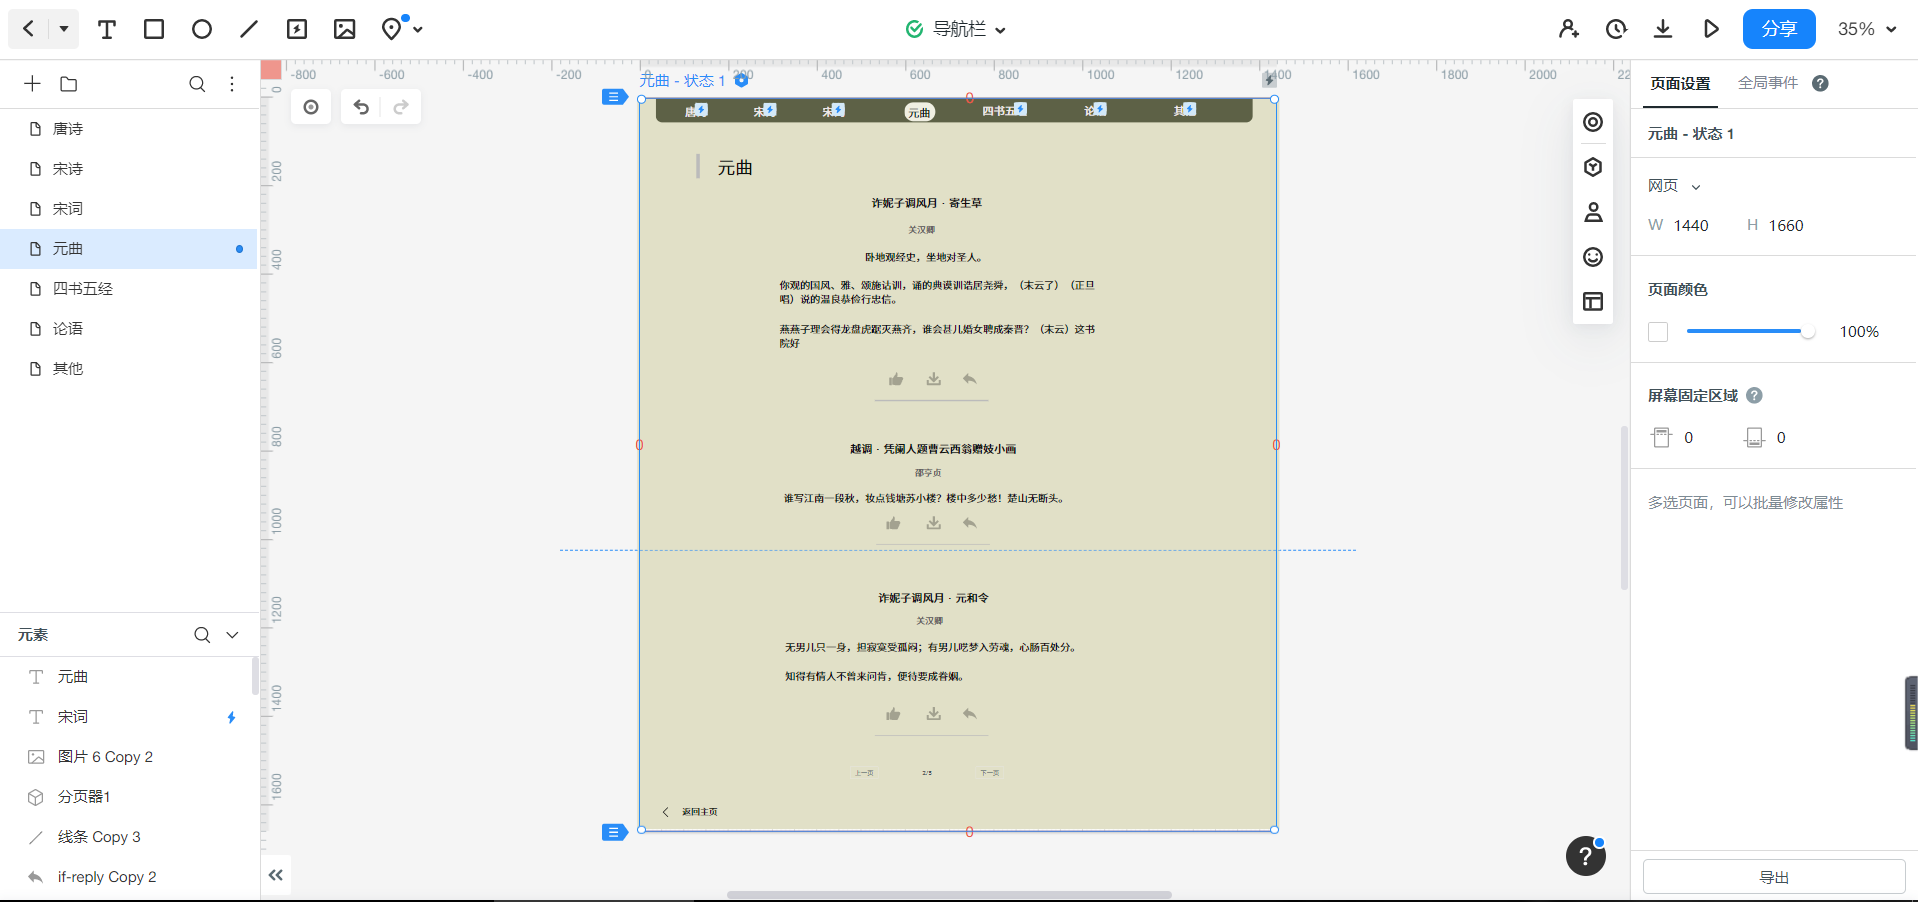 导航栏
分享
35%
唐诗
宋诗
宋词
元曲
四书五经
论语
其他
元素
元曲
宋词
图片 6 Copy 2
分页器1
线条 Copy 3
if-reply Copy 2
-800
-600
-400
-200
0
200
400
600
800
1000
1200
1400
1600
1800
2000
22
0
200
400
600
800
1000
1200
1400
1600
元曲 - 状态 1
0
唐
宋
宋
元曲
四书五
论
其
元曲
许妮子调风月 · 寄生草
关汉卿
卧地观经史，坐地对圣人。
你观的国风、雅、颂施诂训，诵的典谟训诰居尧舜，（末云了）（正旦
唱）说的温良恭俭行忠信。
燕燕子理会得龙盘虎踞灭燕齐，谁会甚儿婚女聘成秦晋？（末云）这书
院好
0
0
越调 · 凭阑人题曹云西翁赠妓小画
邵亨贞
谁写江南一段秋，妆点钱塘苏小楼？楼中多少愁！楚山无断头。
许妮子调风月 · 元和令
关汉卿
无男儿只一身，担寂寞受孤闷；有男儿呓梦入劳魂，心肠百处分。
知得有情人不曾来问肯，便待要成眷姻。
上一页
2/5
下一页
返回主页
0
页面设置
全局事件
?
元曲 - 状态 1
网页
W 1440
H 1660
页面颜色
100%
屏幕固定区域
?
0
0
多选页面，可以批量修改属性
?
导出